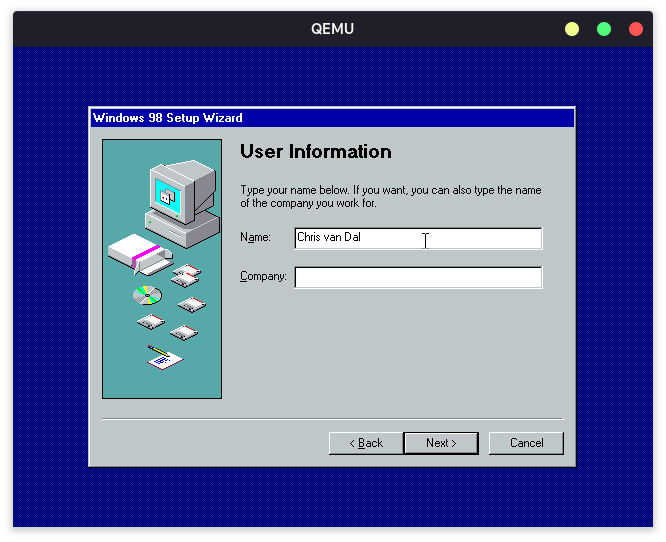 QEMU
Windows 98 Setup Wizard
User Information
Type your name below. If you want, you can also type the name
of the company you work for.
Name: Chris van Dal
Company:
< Back Next > Cancel